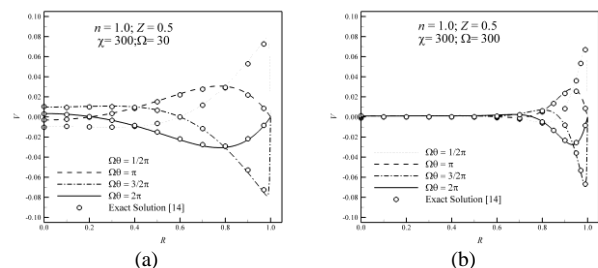 n = 1.0; Z = 0.5
χ= 300;Ω= 30
0.10
0.08
0.06
0.04
0.02
0.00
-0.02
-0.04
-0.06
-0.08
-0.10
V
Ωθ = 1/2π
Ωθ = π
Ωθ = 3/2π
Ωθ = 2π
Exact Solution [14]
0.0 0.2 0.4 0.6 0.8 1.0
R
(a)
n = 1.0; Z = 0.5
χ= 300; Ω= 300
0.10
0.08
0.06
0.04
0.02
0.00
-0.02
-0.04
-0.06
-0.08
-0.10
V
Ωθ = 1/2π
Ωθ = π
Ωθ = 3/2π
Ωθ = 2π
Exact Solution [14]
0.0 0.2 0.4 0.6 0.8 1.0
R
(b)